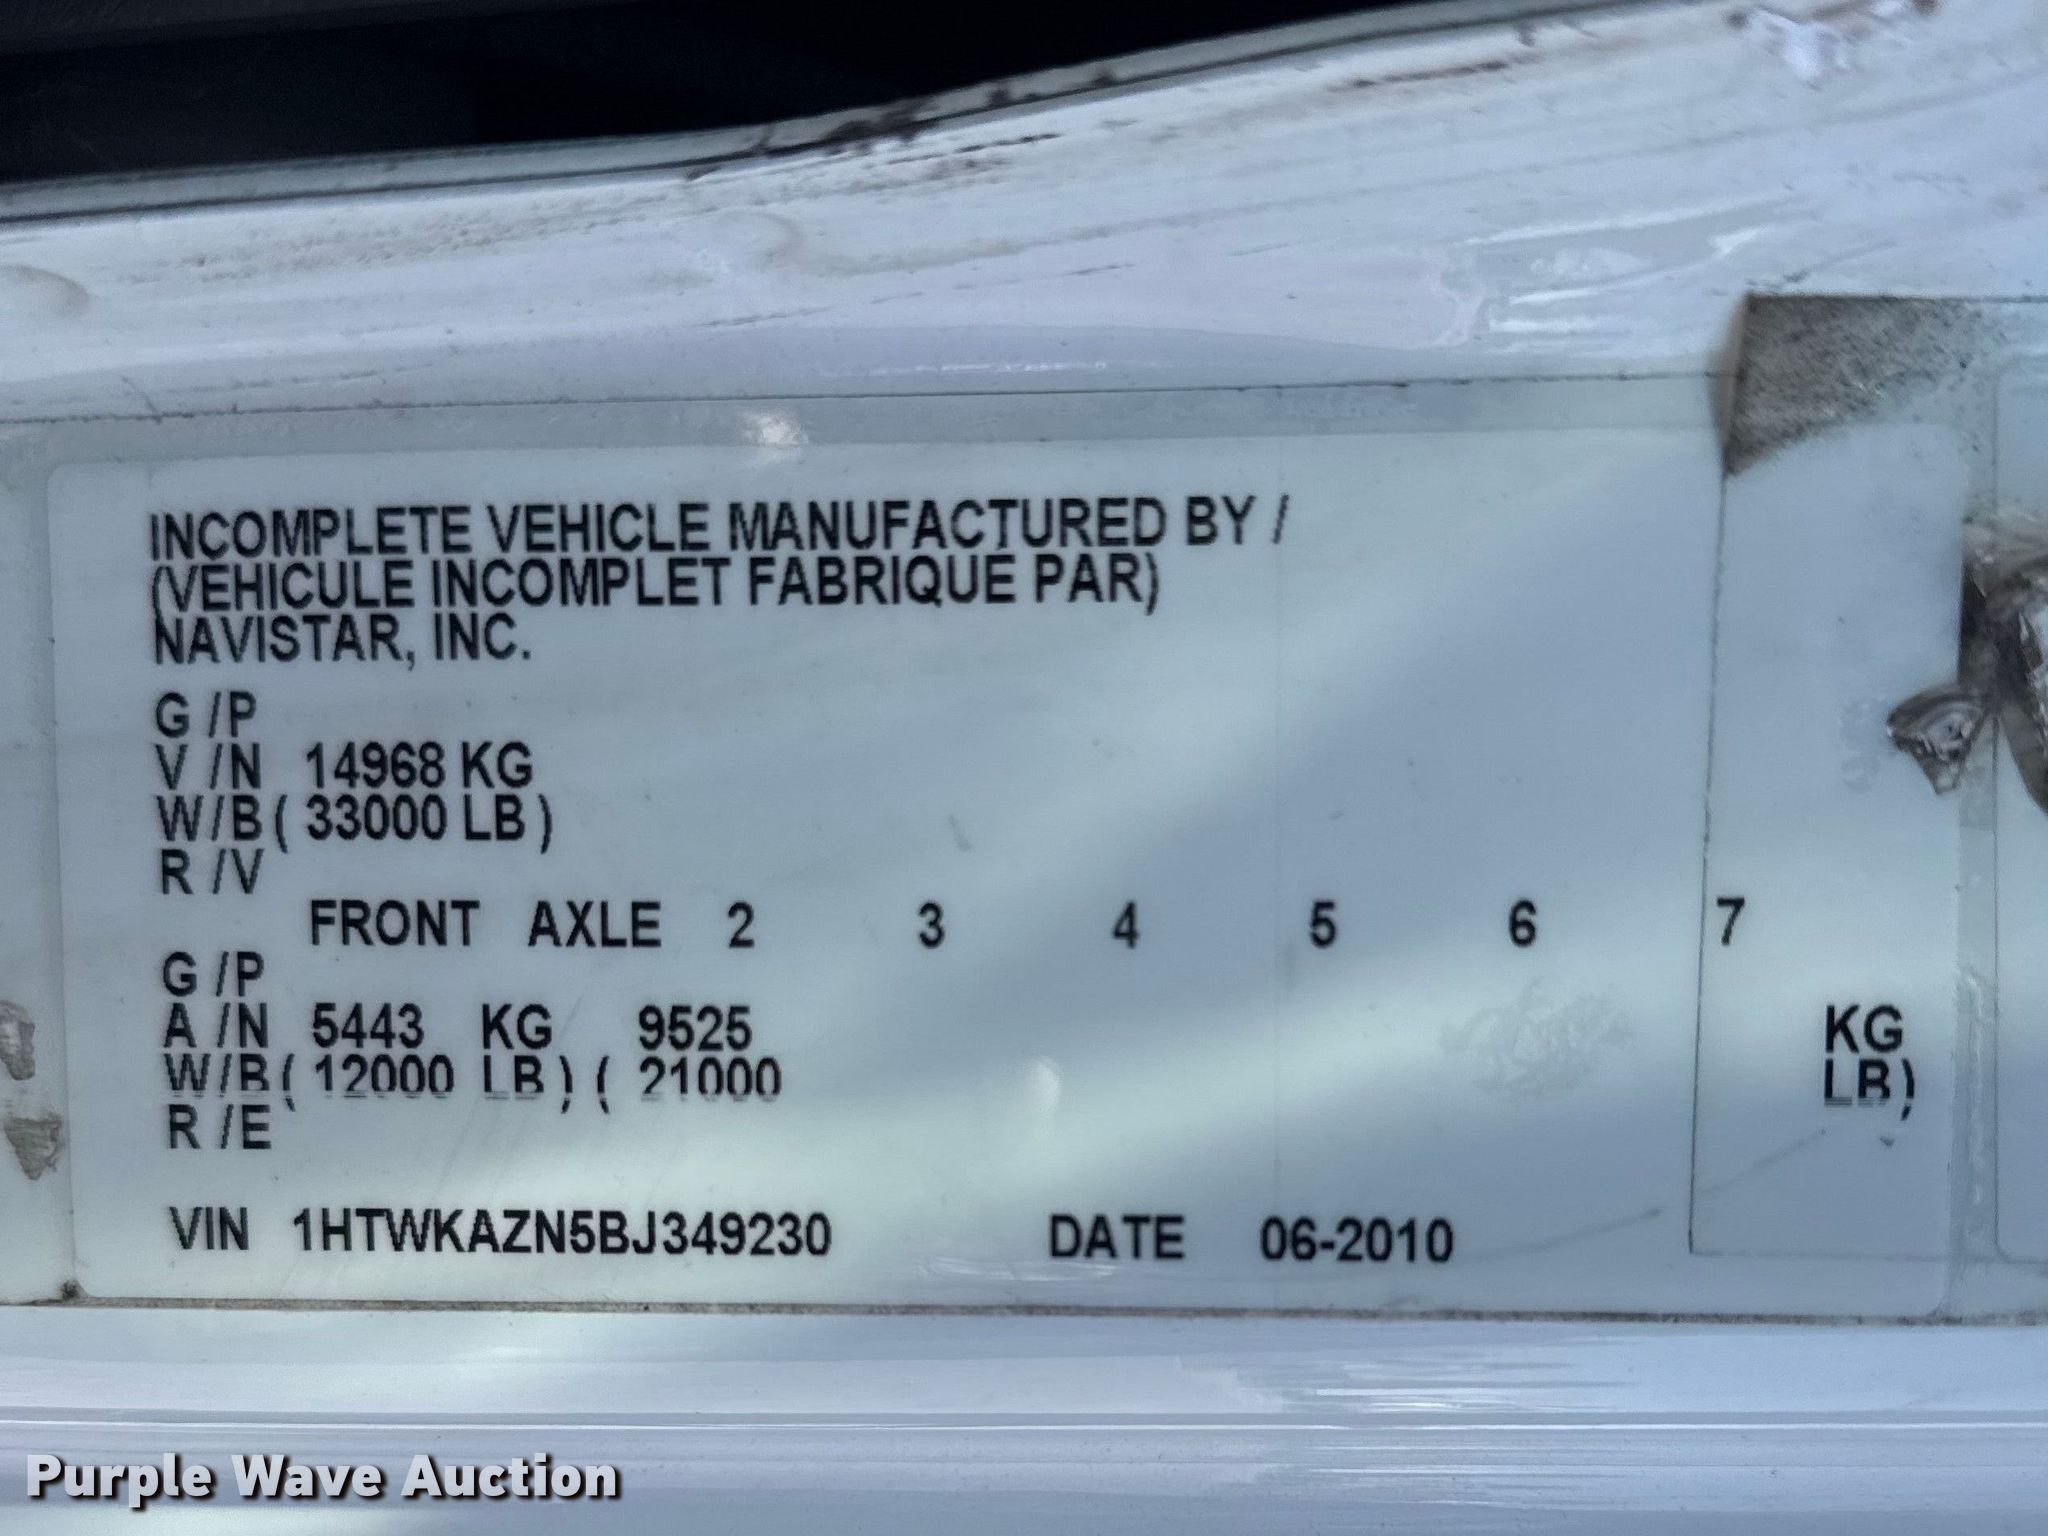 INCOMPLETE VEHICLE MANUFACTURED BY /
(VEHICULE INCOMPLET FABRIQUE PAR)
NAVISTAR, INC.
G /P
V /N 14968 KG
W/B ( 33000 LB )
R /V
FRONT AXLE 2 3 4 5 6 7
G /P
A /N 5443 KG 9525 KG
W/B ( 12000 LB ) ( 21000 LB )
R /E
VIN 1HTWKAZN5BJ349230 DATE 06-2010
Purple Wave Auction